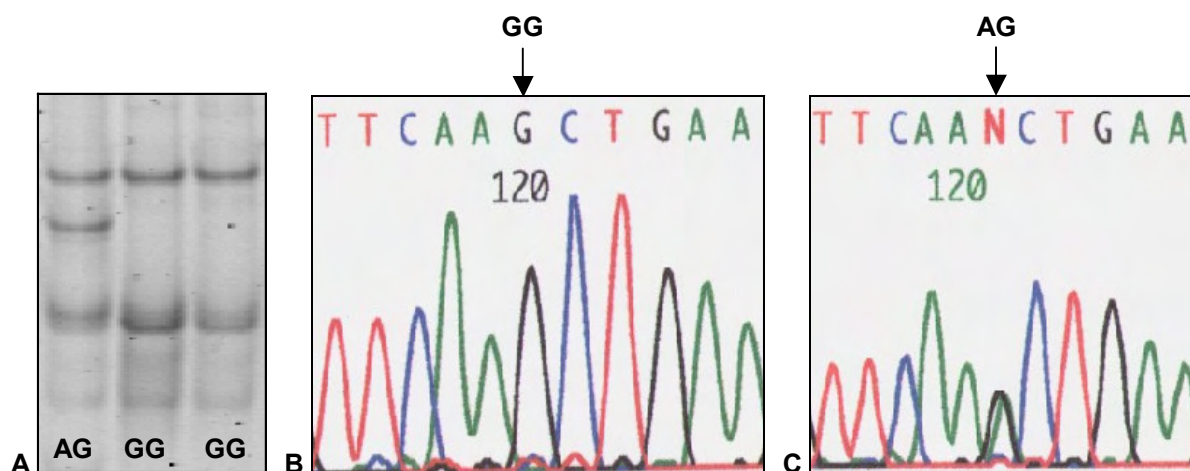 GG
AG
T T C A A G C T G A A
120
T T C A A N C T G A A
120
AG GG GG
A
B
C